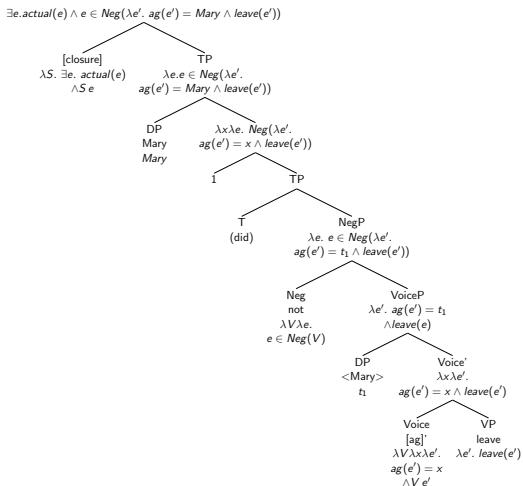 ∃e.actual(e) ∧ e ∈ Neg(λe′. ag(e′) = Mary ∧ leave(e′))
[closure]
λS. ∃e. actual(e)
∧S e
TP
λe.e ∈ Neg(λe′.
ag(e′) = Mary ∧ leave(e′))
DP
Mary
Mary
λxλe. Neg(λe′.
ag(e′) = x ∧ leave(e′))
1
TP
T
(did)
NegP
λe. e ∈ Neg(λe′.
ag(e′) = t₁ ∧ leave(e′))
Neg
not
λVλe.
e ∈ Neg(V)
VoiceP
λe′. ag(e′) = t₁
∧leave(e)
DP
<Mary>
t₁
Voice'
λxλe′.
ag(e′) = x ∧ leave(e′)
Voice
[ag]'
λVλxλe′.
ag(e′) = x
∧V e′
VP
leave
λe′. leave(e′)